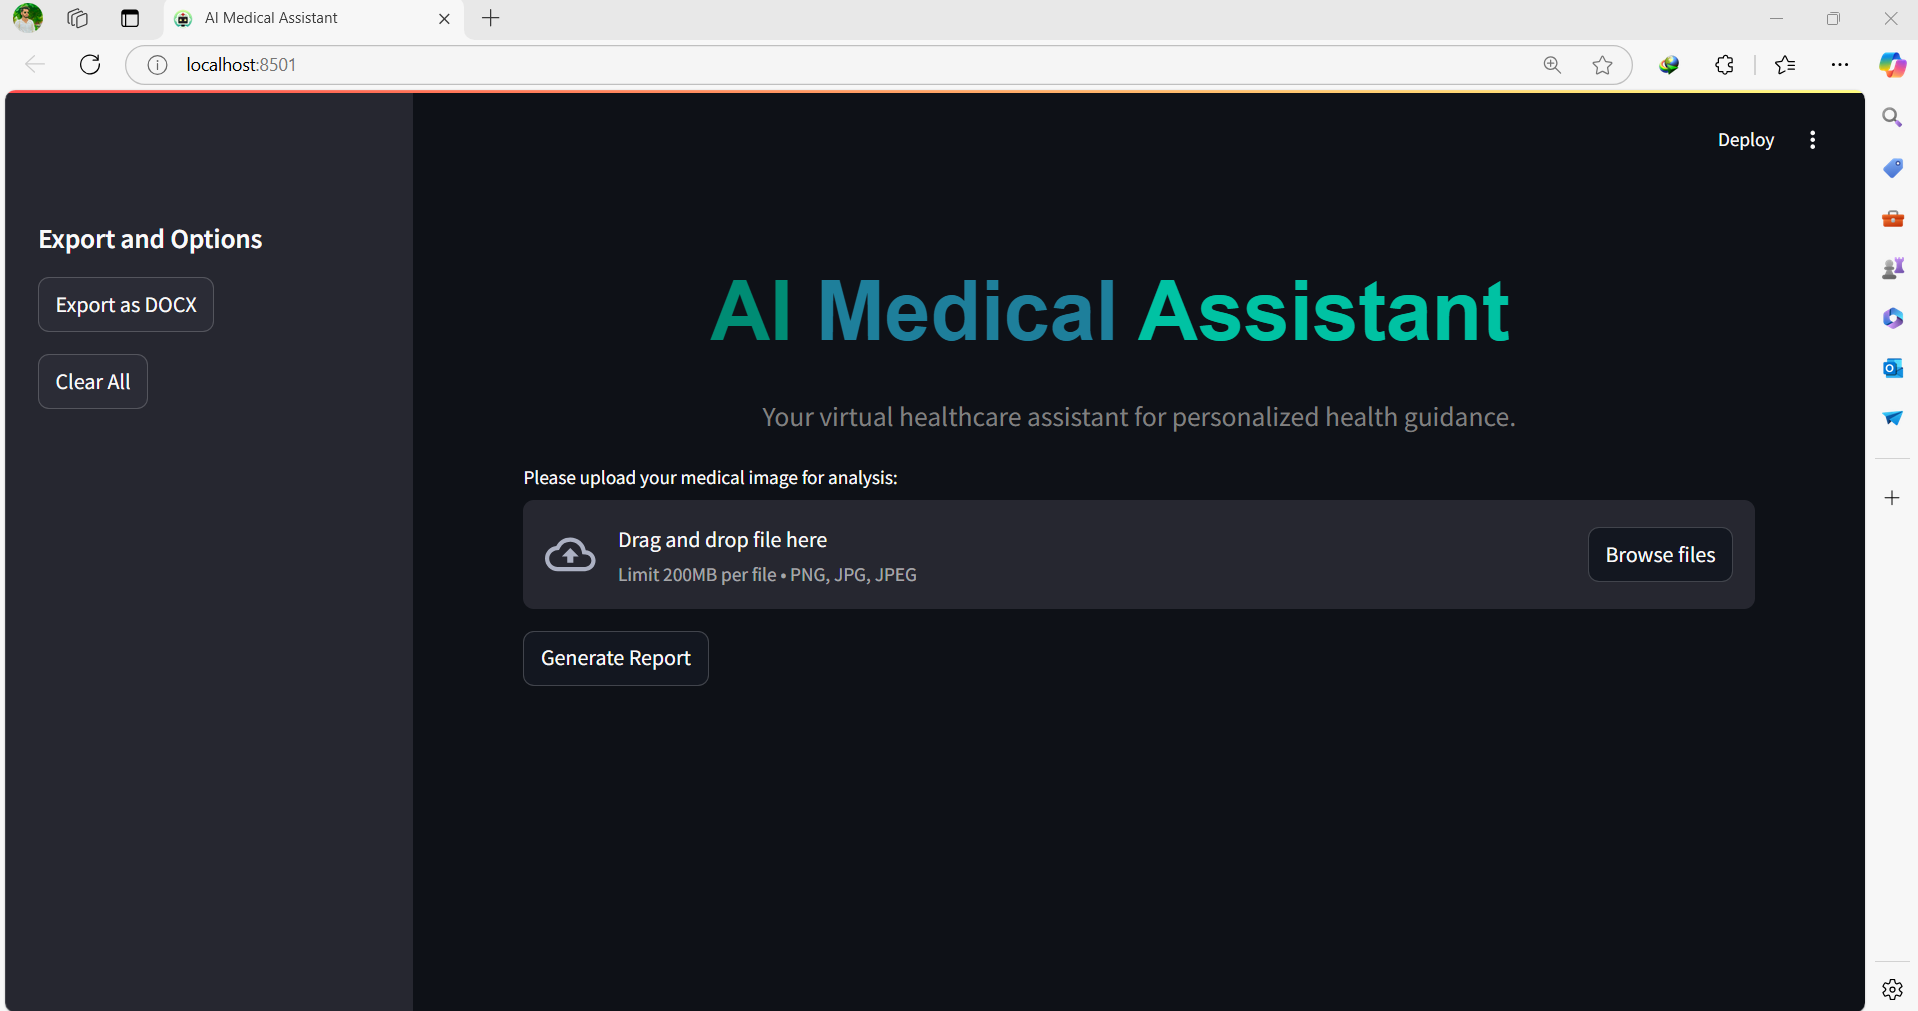 AI Medical Assistant
localhost:8501
Deploy
Export and Options
Export as DOCX
Clear All
AI Medical Assistant
Your virtual healthcare assistant for personalized health guidance.
Please upload your medical image for analysis:
Drag and drop file here
Limit 200MB per file • PNG, JPG, JPEG
Browse files
Generate Report